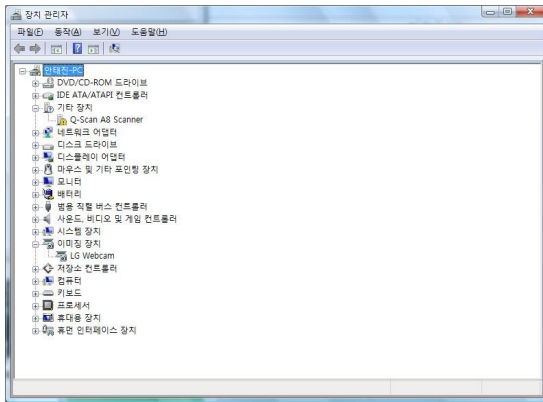 장치 관리자
파일(F) 동작(A) 보기(V) 도움말(H)
안태진-PC
DVD/CD-ROM 드라이브
IDE ATA/ATAPI 컨트롤러
기타 장치
Q-Scan A8 Scanner
네트워크 어댑터
디스크 드라이브
디스플레이 어댑터
마우스 및 기타 포인팅 장치
모니터
배터리
범용 직렬 버스 컨트롤러
사운드, 비디오 및 게임 컨트롤러
시스템 장치
이미징 장치
LG Webcam
저장소 컨트롤러
컴퓨터
키보드
프로세서
휴대용 장치
휴먼 인터페이스 장치